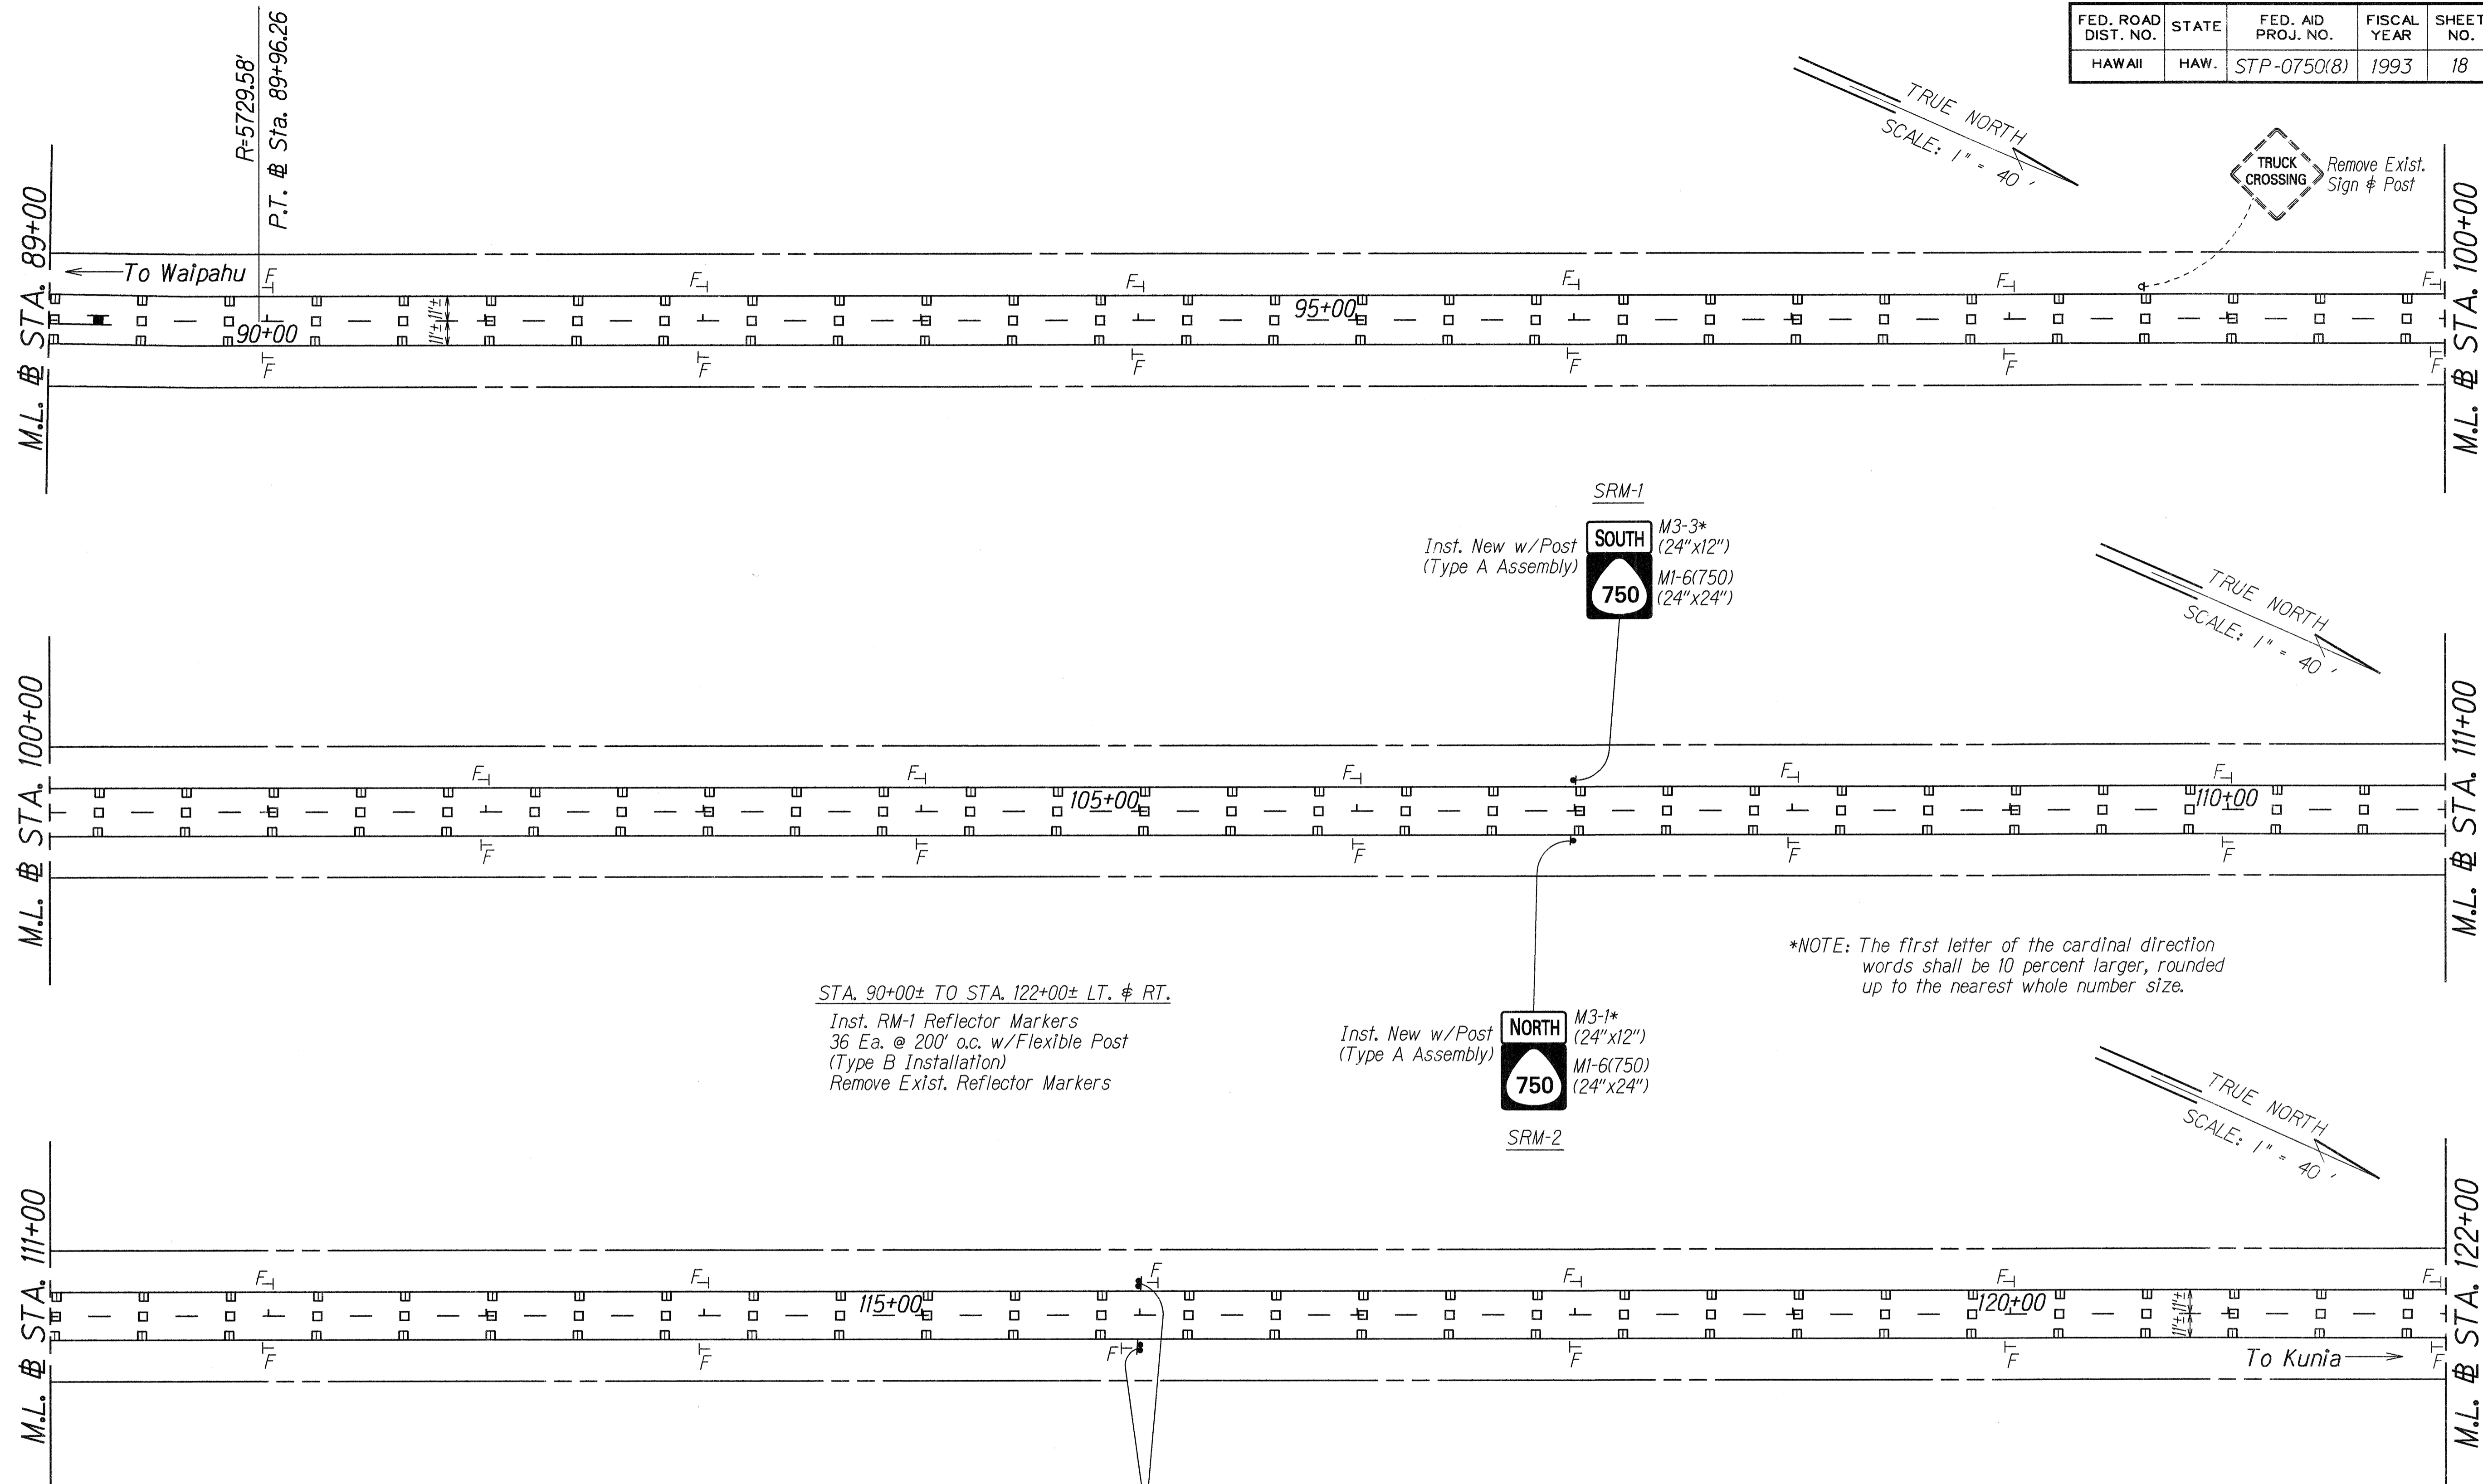 FED. ROAD DIST. NO. STATE FED. AID PROJ. NO. FISCAL YEAR SHEET NO.
HAWAII HAW. STP-0750(8) 1993 18
R=5729.58'
P.T. ℄ Sta. 89+96.26
TRUE NORTH
SCALE: 1" = 40'
TRUCK
CROSSING
Remove Exist.
Sign & Post
M.L. ℄ STA. 89+00
To Waipahu
F F F F F F
90+00
11'± 11'±
95+00
F F F F F F
M.L. ℄ STA. 100+00
SRM-1
Inst. New w/Post
(Type A Assembly)
SOUTH
750
M3-3*
(24"x12")
M1-6(750)
(24"x24")
TRUE NORTH
SCALE: 1" = 40'
M.L. ℄ STA. 100+00
F F F F F
105+00
110+00
F F F F F
M.L. ℄ STA. 111+00
*NOTE: The first letter of the cardinal direction
words shall be 10 percent larger, rounded
up to the nearest whole number size.
STA. 90+00± TO STA. 122+00± LT. & RT.
Inst. RM-1 Reflector Markers
36 Ea. @ 200' o.c. w/Flexible Post
(Type B Installation)
Remove Exist. Reflector Markers
Inst. New w/Post
(Type A Assembly)
NORTH
750
M3-1*
(24"x12")
M1-6(750)
(24"x24")
SRM-2
TRUE NORTH
SCALE: 1" = 40'
M.L. ℄ STA. 111+00
F F F F F F
115+00
120+00
11'± 11'±
F F F F F F
To Kunia
M.L. ℄ STA. 122+00